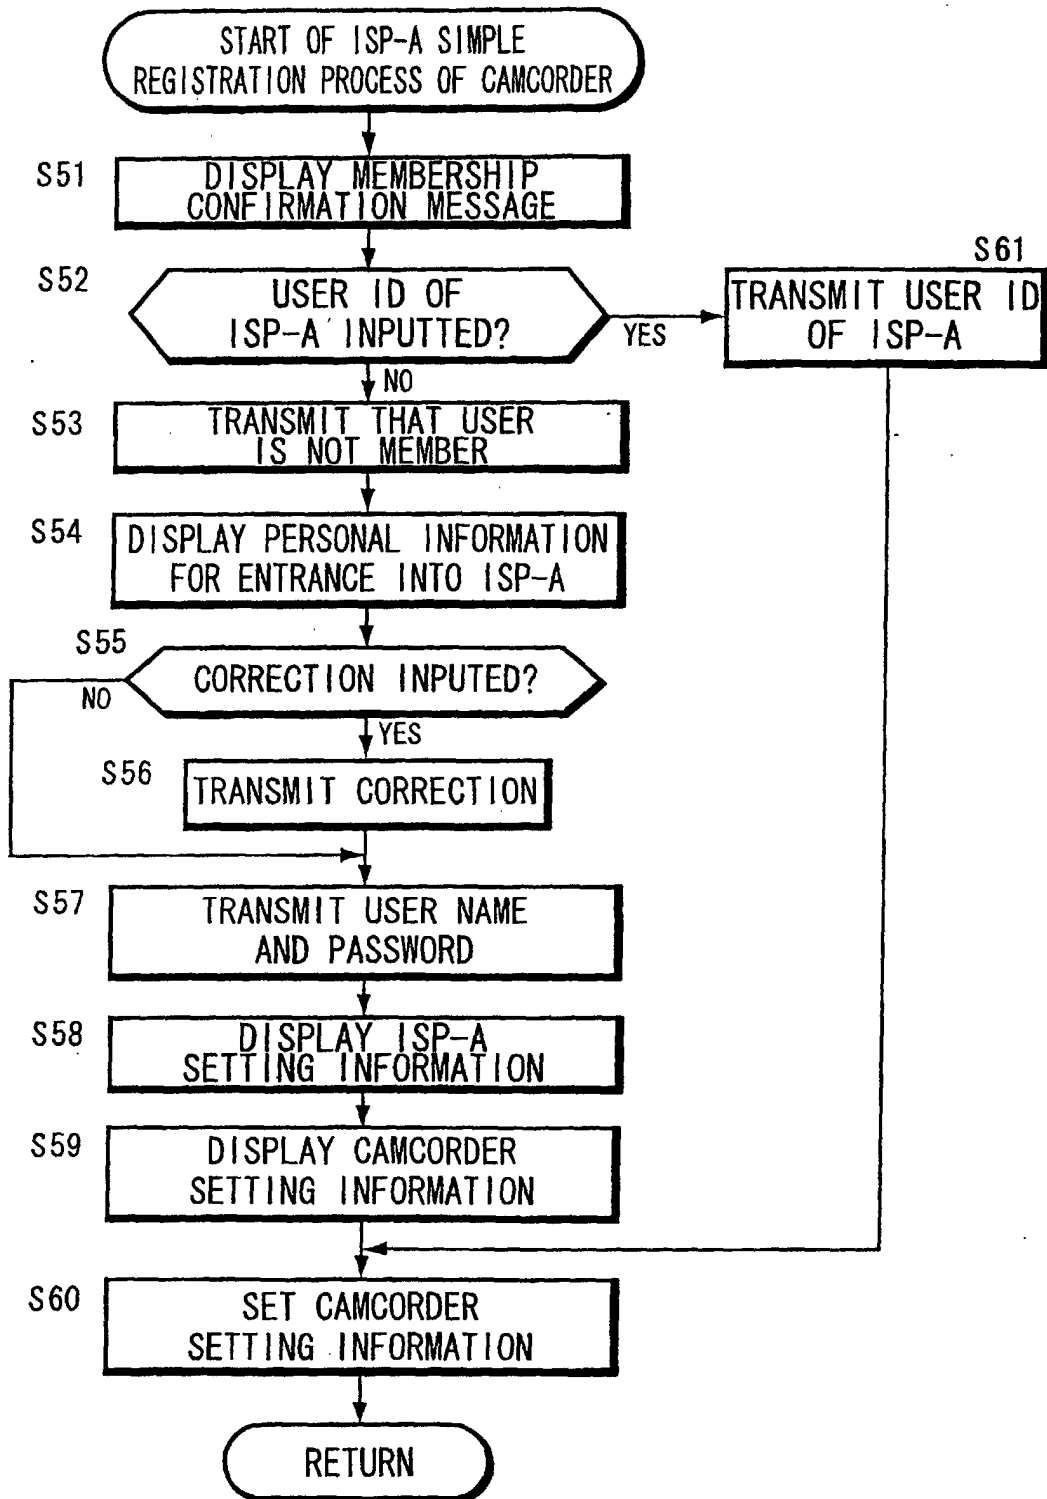 START OF ISP-A SIMPLE
REGISTRATION PROCESS OF CAMCORDER
S51
DISPLAY MEMBERSHIP
CONFIRMATION MESSAGE
S52
USER ID OF
ISP-A INPUTTED?
YES
S61
TRANSMIT USER ID
OF ISP-A
NO
S53
TRANSMIT THAT USER
IS NOT MEMBER
S54
DISPLAY PERSONAL INFORMATION
FOR ENTRANCE INTO ISP-A
S55
CORRECTION INPUTED?
NO
YES
S56
TRANSMIT CORRECTION
S57
TRANSMIT USER NAME
AND PASSWORD
S58
DISPLAY ISP-A
SETTING INFORMATION
S59
DISPLAY CAMCORDER
SETTING INFORMATION
S60
SET CAMCORDER
SETTING INFORMATION
RETURN